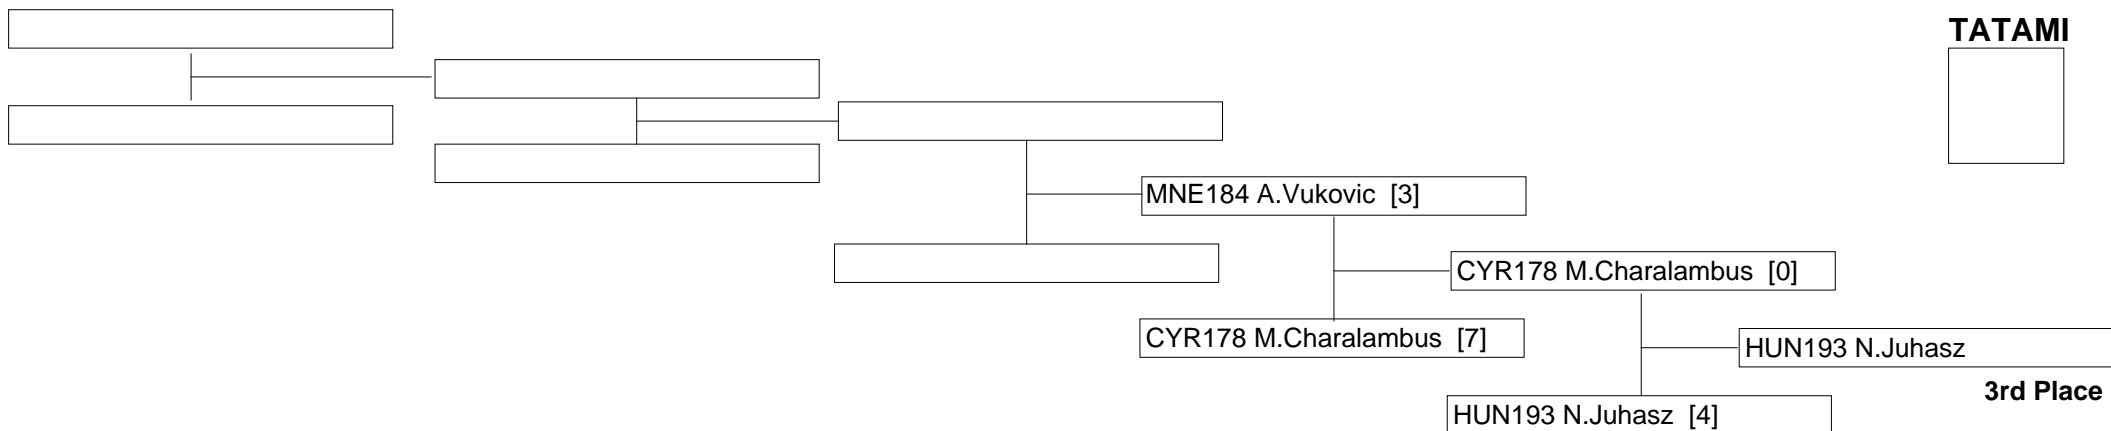 TATAMI
MNE184 A.Vukovic [3]
CYR178 M.Charalambus [0]
CYR178 M.Charalambus [7]
HUN193 N.Juhasz
3rd Place
HUN193 N.Juhasz [4]